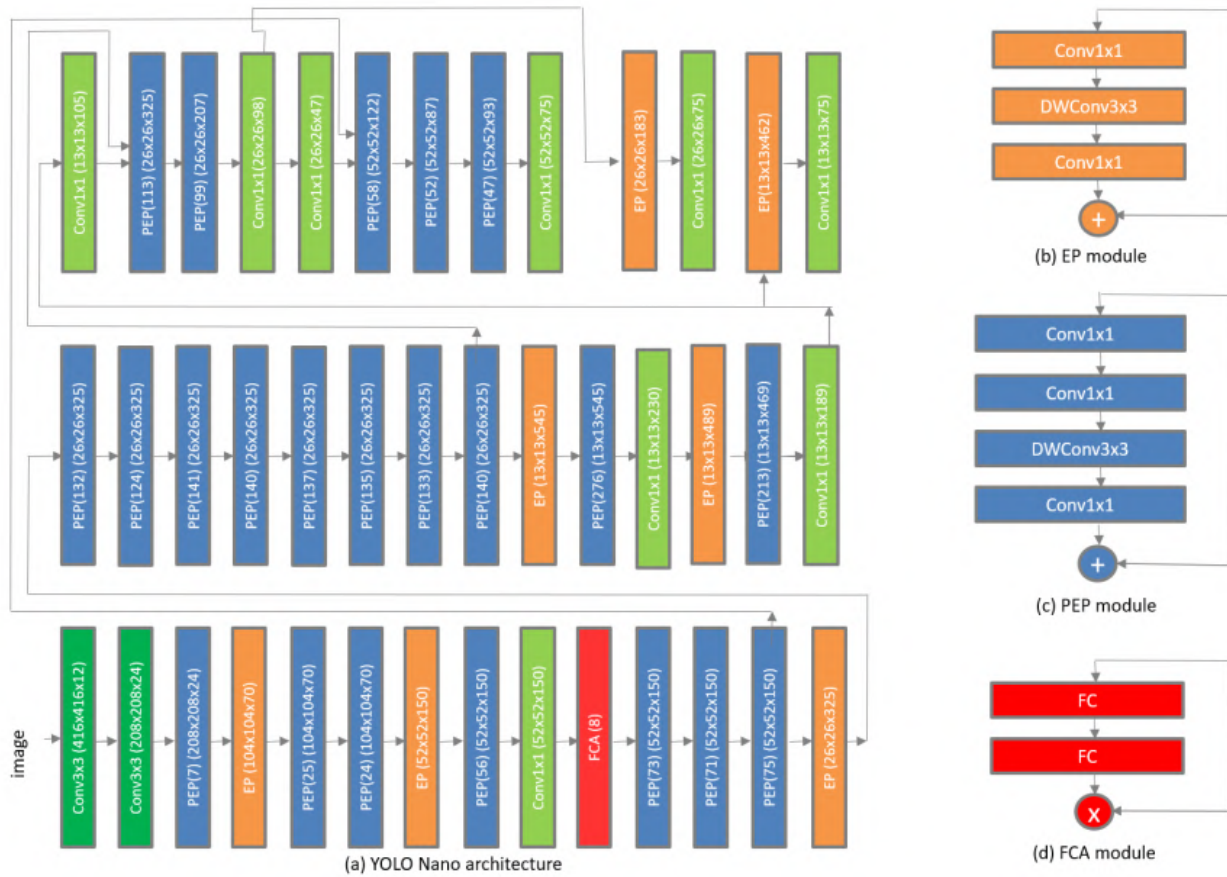 Conv1x1 (13x13x105)
PEP(113) (26x26x325)
PEP(99) (26x26x207)
Conv1x1(26x26x98)
Conv1x1 (26x26x47)
PEP(58) (52x52x122)
PEP(52) (52x52x87)
PEP(47) (52x52x93)
Conv1x1 (52x52x75)
EP (26x26x183)
Conv1x1 (26x26x75)
EP(13x13x462)
Conv1x1 (13x13x75)
PEP(132) (26x26x325)
PEP(124) (26x26x325)
PEP(141) (26x26x325)
PEP(140) (26x26x325)
PEP(137) (26x26x325)
PEP(135) (26x26x325)
PEP(133) (26x26x325)
PEP(140) (26x26x325)
EP (13x13x545)
PEP(276) (13x13x545)
Conv1x1 (13x13x230)
EP (13x13x489)
PEP(213) (13x13x469)
Conv1x1 (13x13x189)
image
Conv3x3 (416x416x12)
Conv3x3 (208x208x24)
PEP(7) (208x208x24)
EP (104x104x70)
PEP(25) (104x104x70)
PEP(24) (104x104x70)
EP (52x52x150)
PEP(56) (52x52x150)
Conv1x1 (52x52x150)
FCA (8)
PEP(73) (52x52x150)
PEP(71) (52x52x150)
PEP(75) (52x52x150)
EP (26x26x325)
(a) YOLO Nano architecture
Conv1x1
DWConv3x3
Conv1x1
+
(b) EP module
Conv1x1
Conv1x1
DWConv3x3
Conv1x1
+
(c) PEP module
FC
FC
x
(d) FCA module